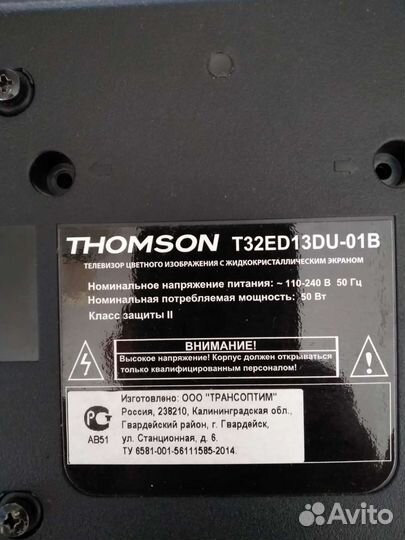 THOMSON T32ED13DU-01B
ТЕЛЕВИЗОР ЦВЕТНОГО ИЗОБРАЖЕНИЯ С ЖИДКОКРИСТАЛЛИЧЕСКИМ ЭКРАНОМ
Номинальное напряжение питания: ~ 110-240 В 50 Гц
Номинальная потребляемая мощность: 50 Вт
Класс защиты II
ВНИМАНИЕ!
Высокое напряжение! Корпус должен открываться
только квалифицированным персоналом!
Изготовлено: ООО "ТРАНСОПТИМ"
Россия, 238210, Калининградская обл.,
Гвардейский район, г. Гвардейск,
ул. Станционная, д. 6.
ТУ 6581-001-56111585-2014.
РСТ
АВ51
Avito